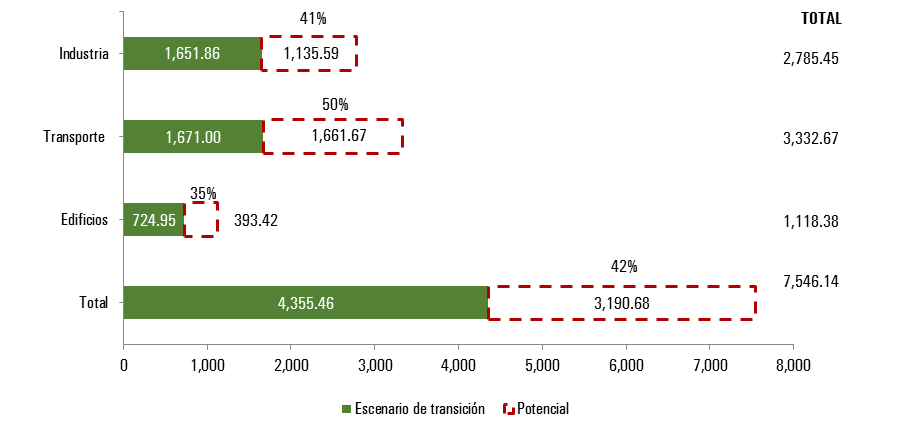 41% TOTAL
Industria 1,651.86 1,135.59 2,785.45
50%
Transporte 1,671.00 1,661.67 3,332.67
35%
Edificios 724.95 393.42 1,118.38
42%
7,546.14
Total 4,355.46 3,190.68
0 1,000 2,000 3,000 4,000 5,000 6,000 7,000 8,000
Escenario de transición Potencial